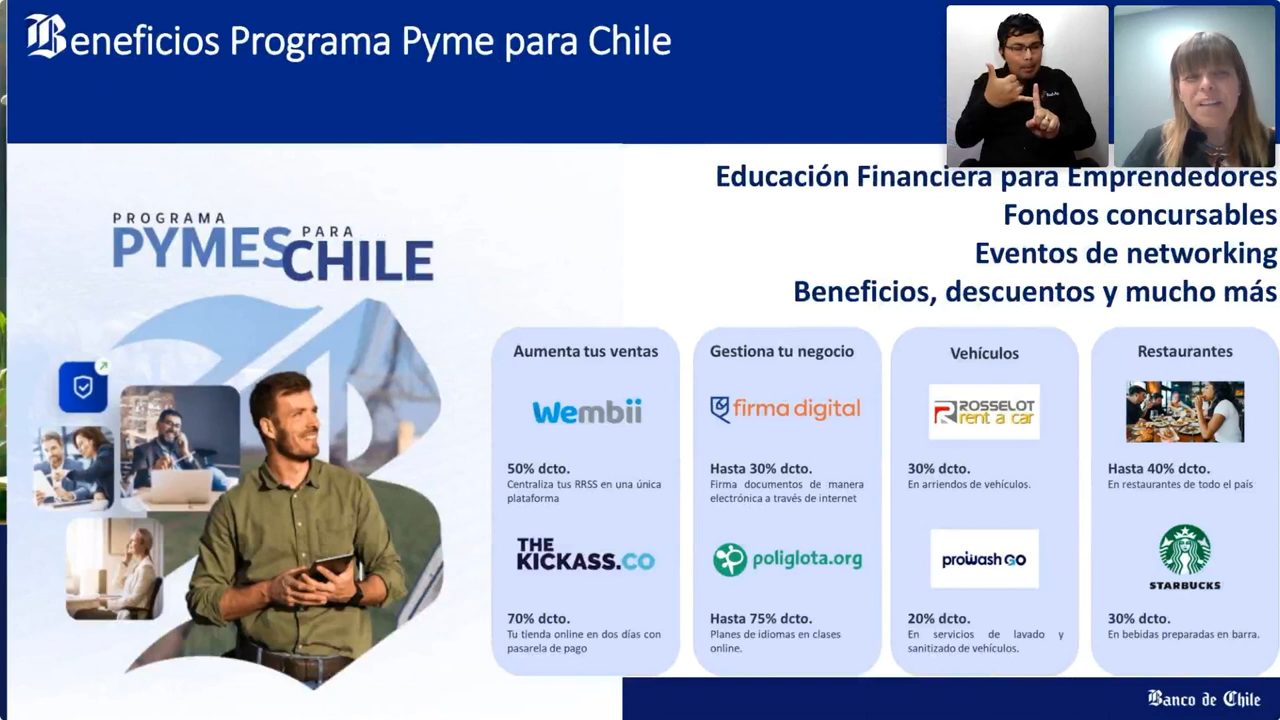 Beneficios Programa Pyme para Chile
Educación Financiera para Emprendedores
Fondos concursables
Eventos de networking
Beneficios, descuentos y mucho más
PROGRAMA
PYMES PARA
CHILE
Aumenta tus ventas
Wembii
50% dcto.
Centraliza tus RRSS en una única
plataforma
THE
KICKASS.CO
70% dcto.
Tu tienda online en dos días con
pasarela de pago
Gestiona tu negocio
firma digital
Hasta 30% dcto.
Firma documentos de manera
electrónica a través de internet
poliglota.org
Hasta 75% dcto.
Planes de idiomas en clases
online.
Vehículos
ROSSELOT
rent a car
30% dcto.
En arriendos de vehículos.
prowash GO
20% dcto.
En servicios de lavado y
sanitizado de vehículos.
Restaurantes
Hasta 40% dcto.
En restaurantes de todo el país
STARBUCKS
30% dcto.
En bebidas preparadas en barra.
Banco de Chile